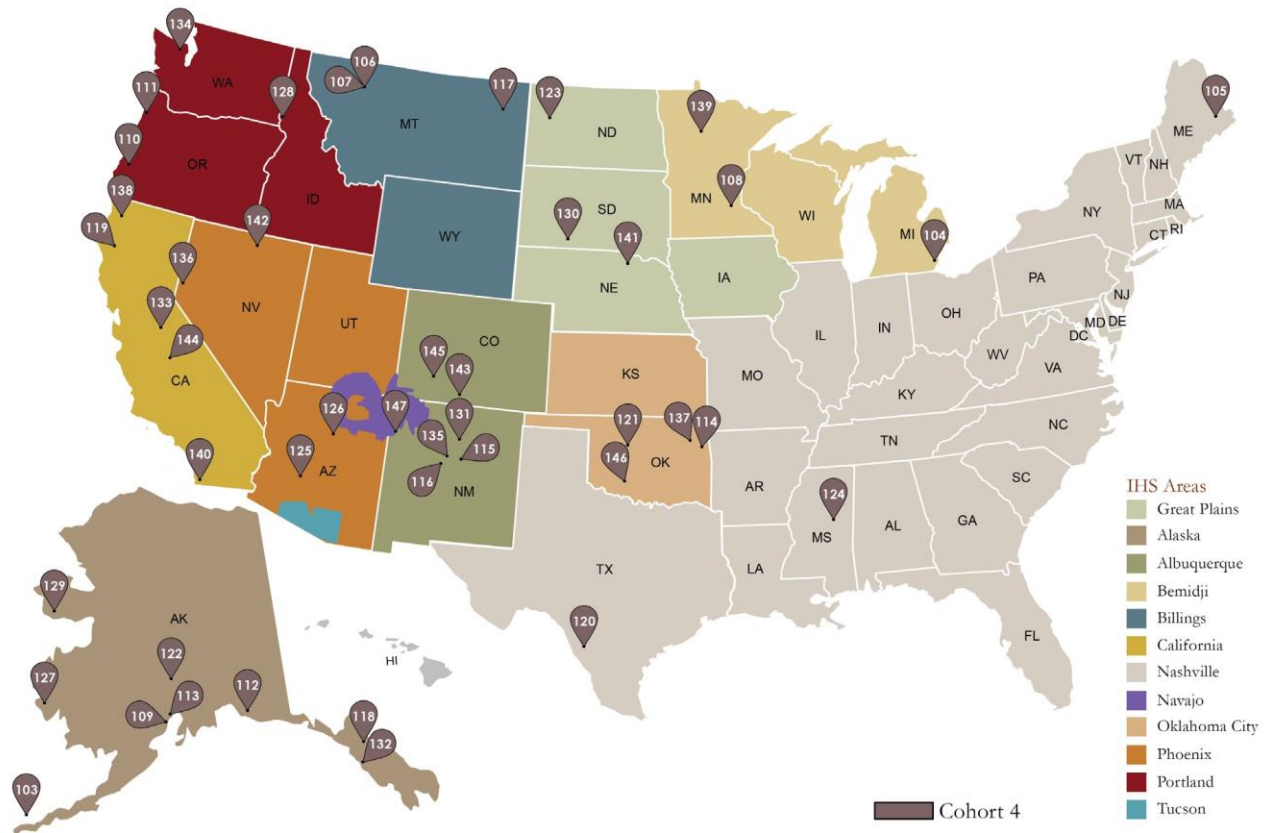 134
WA
111
128
107
106
117
MT
123
ND
139
105
ME
VT
NH
110
OR
ID
108
MN
WI
MI
104
NY
MA
CT
RI
138
119
142
WY
130
SD
141
NE
IA
PA
NJ
136
133
144
NV
UT
CA
145
CO
143
KS
MO
IL
IN
OH
WV
MD
DE
DC
VA
KY
126
147
131
125
AZ
135
116
115
NM
121
137
114
146
OK
AR
TN
NC
SC
140
124
MS
AL
GA
TX
LA
FL
120
129
AK
122
127
109
113
112
118
132
103
HI
IHS Areas
Great Plains
Alaska
Albuquerque
Bemidji
Billings
California
Nashville
Navajo
Oklahoma City
Phoenix
Portland
Tucson
Cohort 4